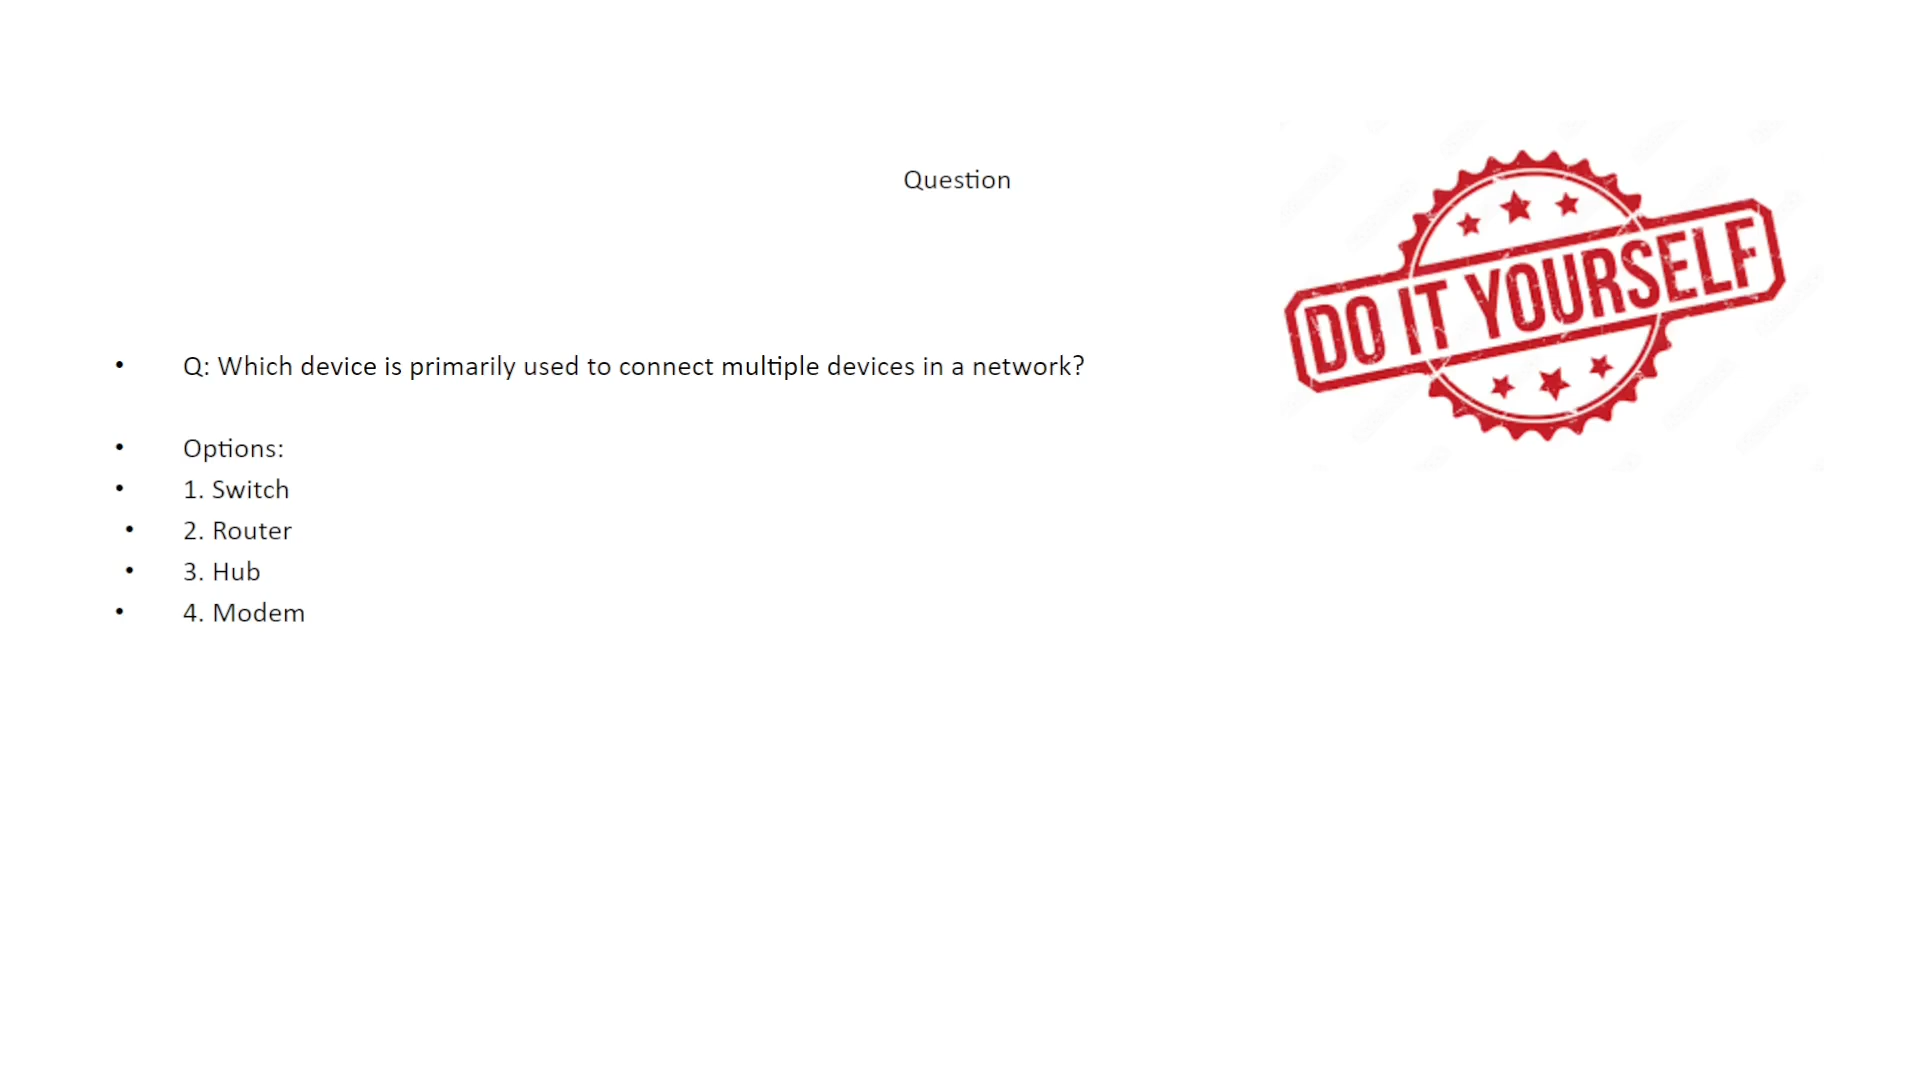 Question
DO IT YOURSELF
• Q: Which device is primarily used to connect multiple devices in a network?
• Options:
• 1. Switch
• 2. Router
• 3. Hub
• 4. Modem